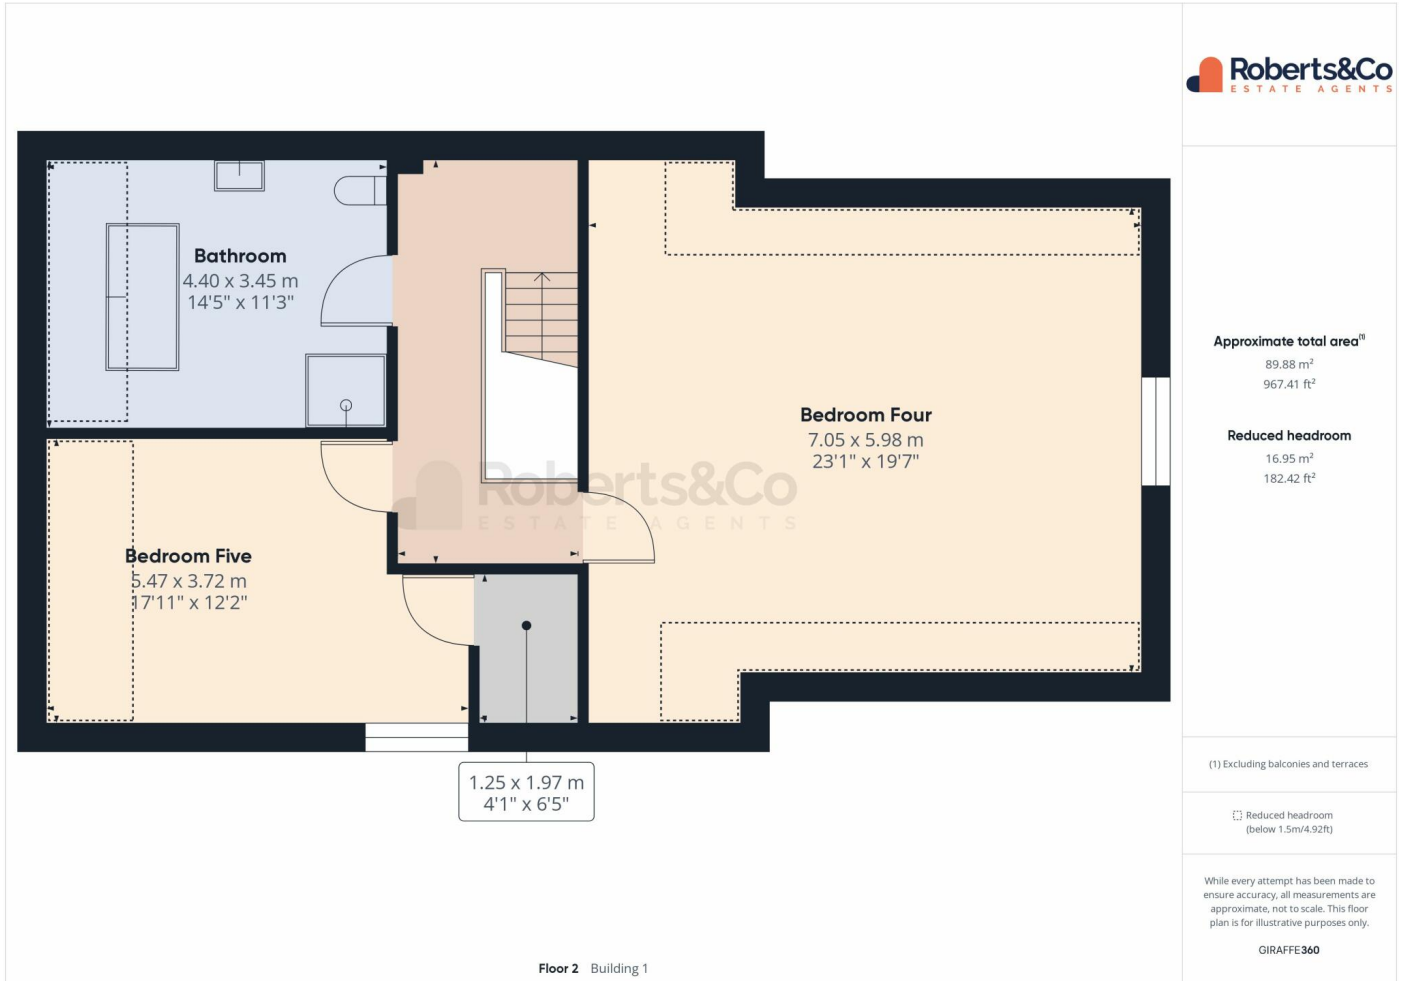 Roberts&Co
ESTATE AGENTS
Bathroom
4.40 x 3.45 m
14'5" x 11'3"
Bedroom Four
7.05 x 5.98 m
23'1" x 19'7"
Roberts&Co
ESTATE AGENTS
Bedroom Five
5.47 x 3.72 m
17'11" x 12'2"
1.25 x 1.97 m
4'1" x 6'5"
Approximate total area(1)
89.88 m²
967.41 ft²
Reduced headroom
16.95 m²
182.42 ft²
(1) Excluding balconies and terraces
Reduced headroom
(below 1.5m/4.92ft)
While every attempt has been made to
ensure accuracy, all measurements are
approximate, not to scale. This floor
plan is for illustrative purposes only.
GIRAFFE360
Floor 2 Building 1